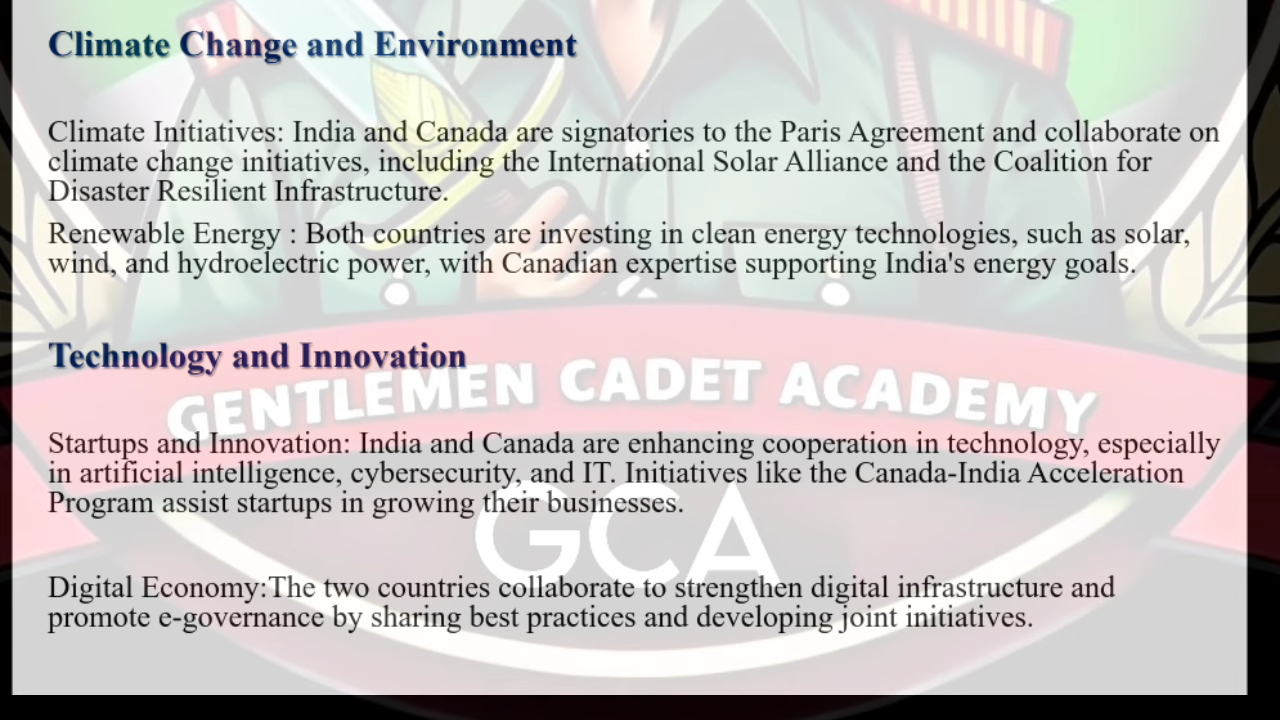 Climate Change and Environment
Climate Initiatives: India and Canada are signatories to the Paris Agreement and collaborate on
climate change initiatives, including the International Solar Alliance and the Coalition for
Disaster Resilient Infrastructure.
Renewable Energy : Both countries are investing in clean energy technologies, such as solar,
wind, and hydroelectric power, with Canadian expertise supporting India's energy goals.
Technology and Innovation
GENTLEMEN CADET ACADEMY
Startups and Innovation: India and Canada are enhancing cooperation in technology, especially
in artificial intelligence, cybersecurity, and IT. Initiatives like the Canada-India Acceleration
Program assist startups in growing their businesses.
GCA
Digital Economy:The two countries collaborate to strengthen digital infrastructure and
promote e-governance by sharing best practices and developing joint initiatives.